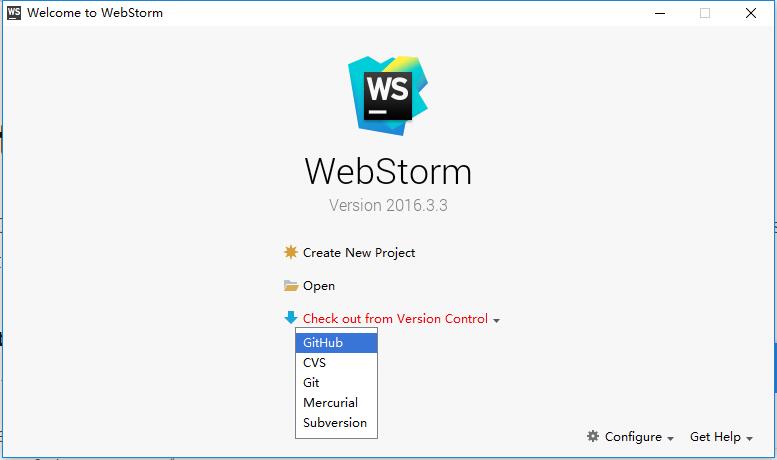 WS Welcome to WebStorm
WS
WebStorm
Version 2016.3.3
Create New Project
Open
Check out from Version Control
GitHub
CVS
Git
Mercurial
Subversion
Configure Get Help